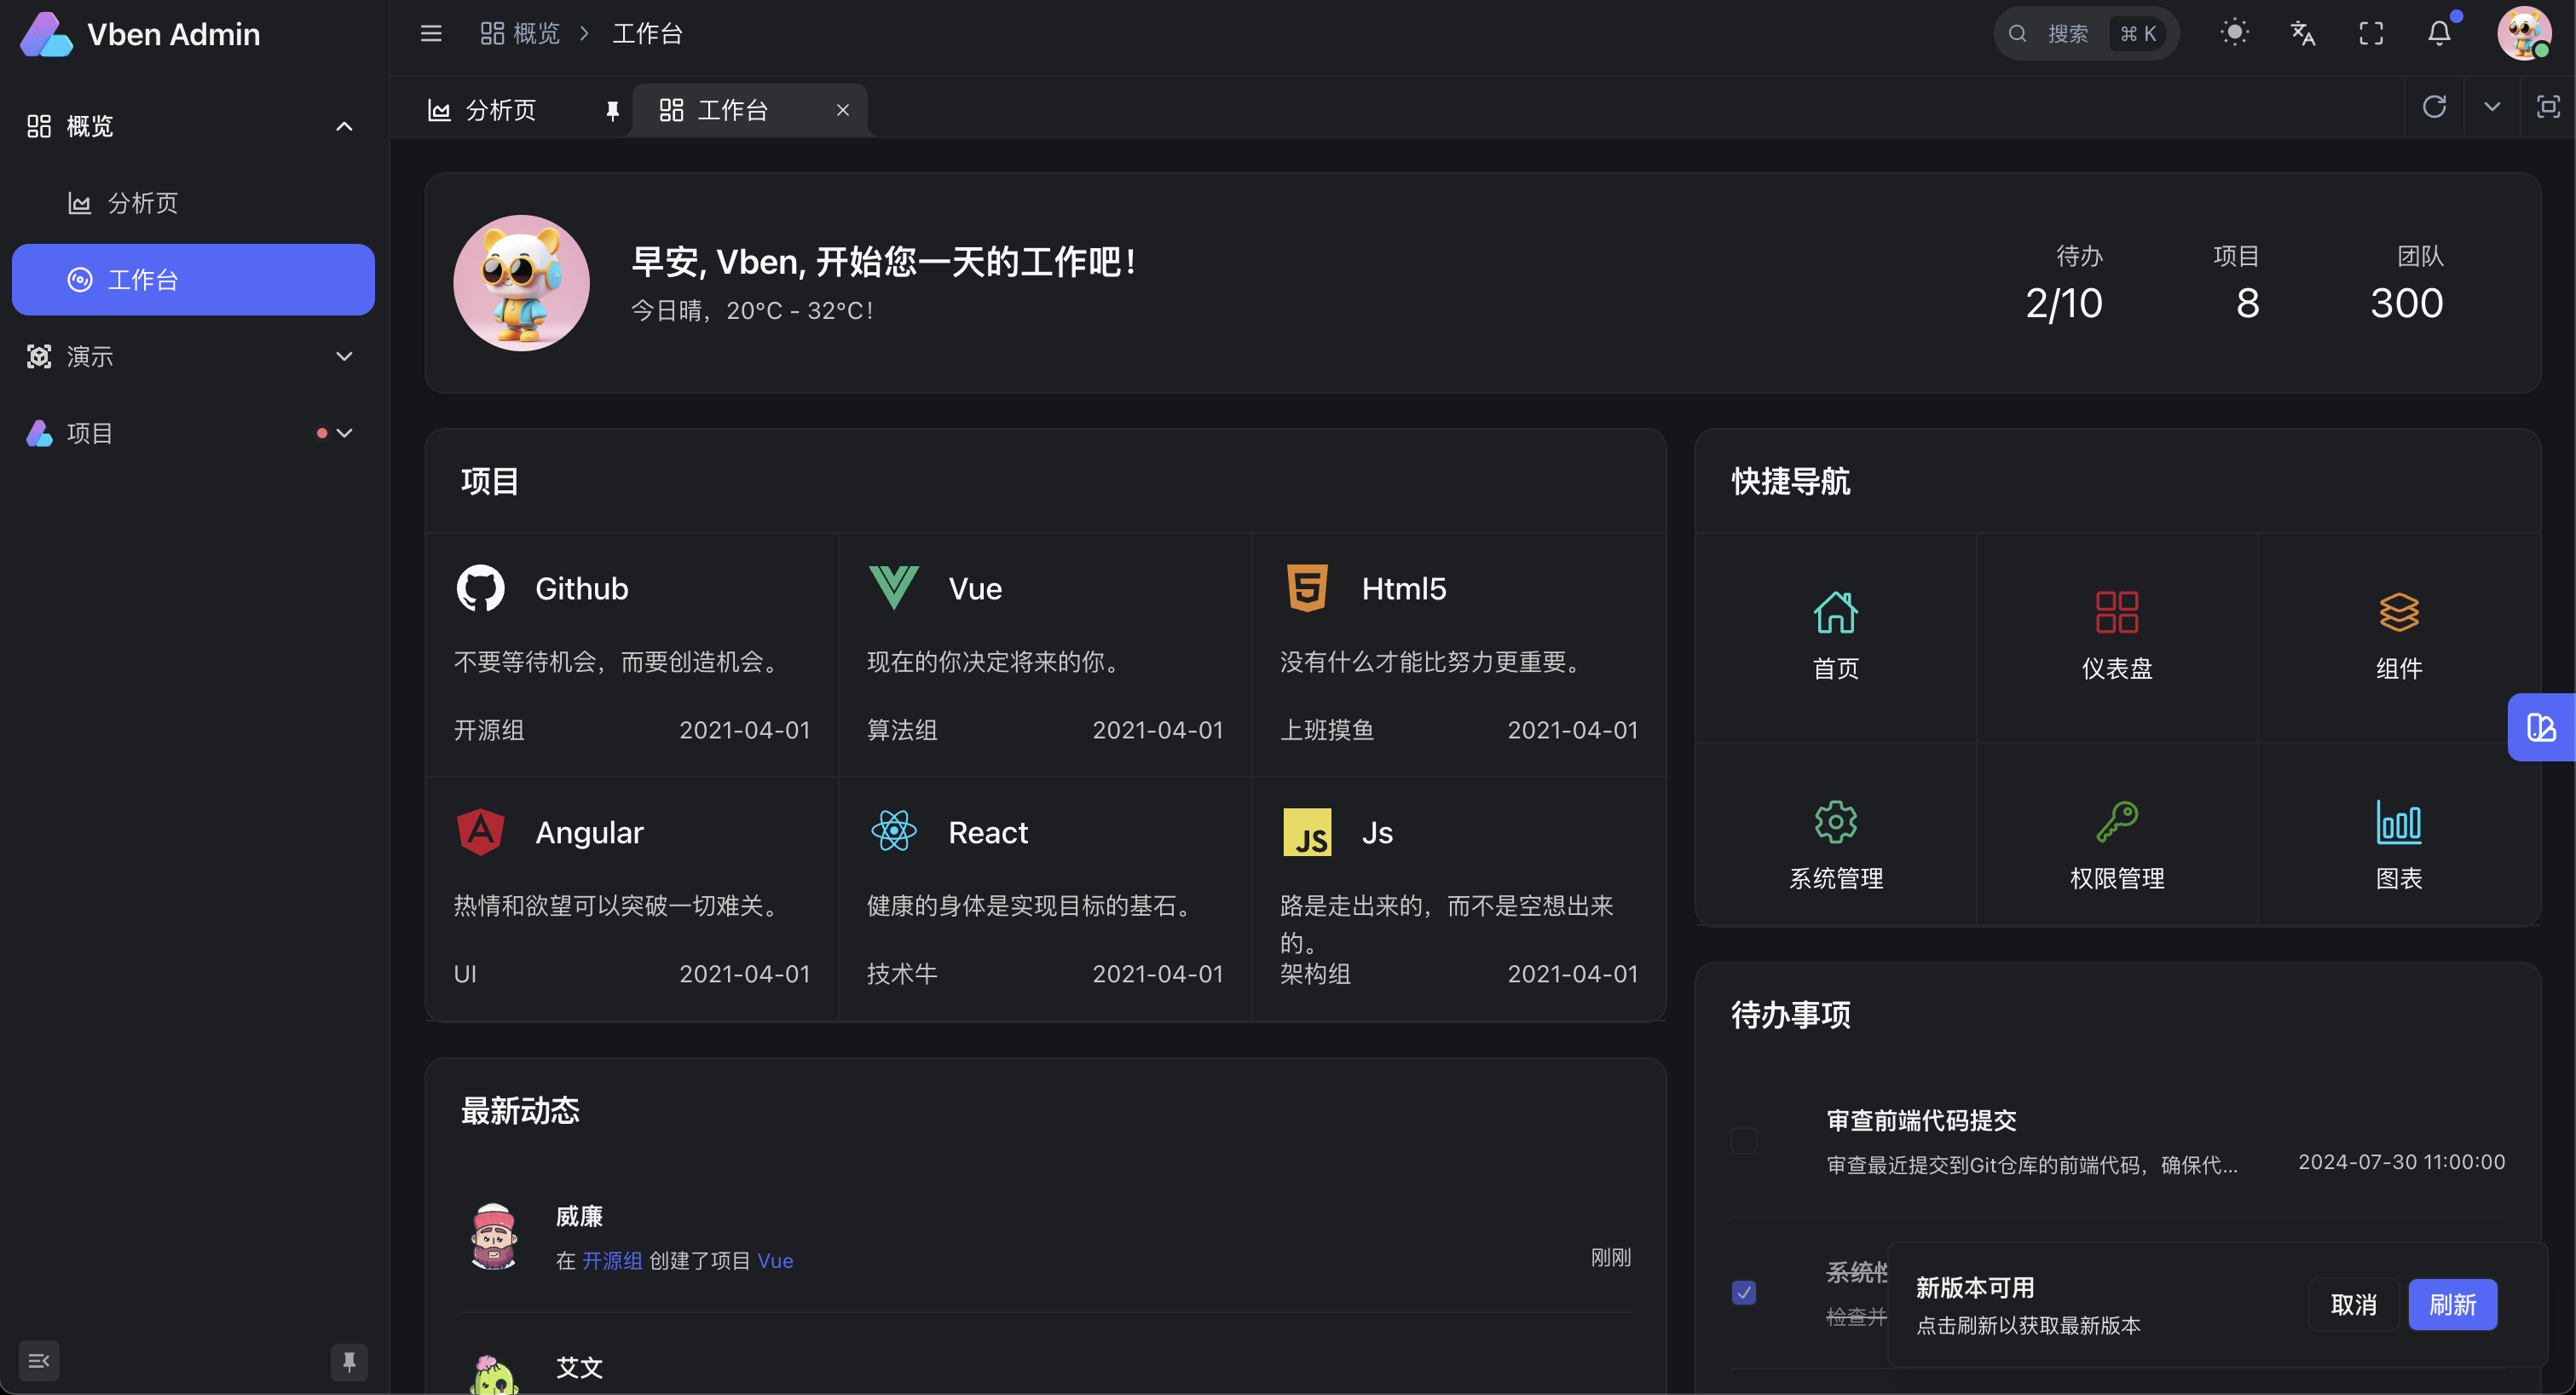 Vben Admin
概览
分析页
工作台
演示
项目
概览
工作台
搜索
⌘ K
分析页
工作台
早安, Vben, 开始您一天的工作吧！
今日晴，20℃ - 32℃！
待办
2/10
项目
8
团队
300
项目
Github
不要等待机会，而要创造机会。
开源组
2021-04-01
Vue
现在的你决定将来的你。
算法组
2021-04-01
Html5
没有什么才能比努力更重要。
上班摸鱼
2021-04-01
Angular
热情和欲望可以突破一切难关。
UI
2021-04-01
React
健康的身体是实现目标的基石。
技术牛
2021-04-01
JS
Js
路是走出来的，而不是空想出来
的。
架构组
2021-04-01
快捷导航
首页
仪表盘
组件
系统管理
权限管理
图表
最新动态
威廉
在 开源组 创建了项目 Vue
刚刚
艾文
待办事项
审查前端代码提交
审查最近提交到Git仓库的前端代码，确保代...
2024-07-30 11:00:00
系统性
检查并
新版本可用
点击刷新以获取最新版本
取消
刷新